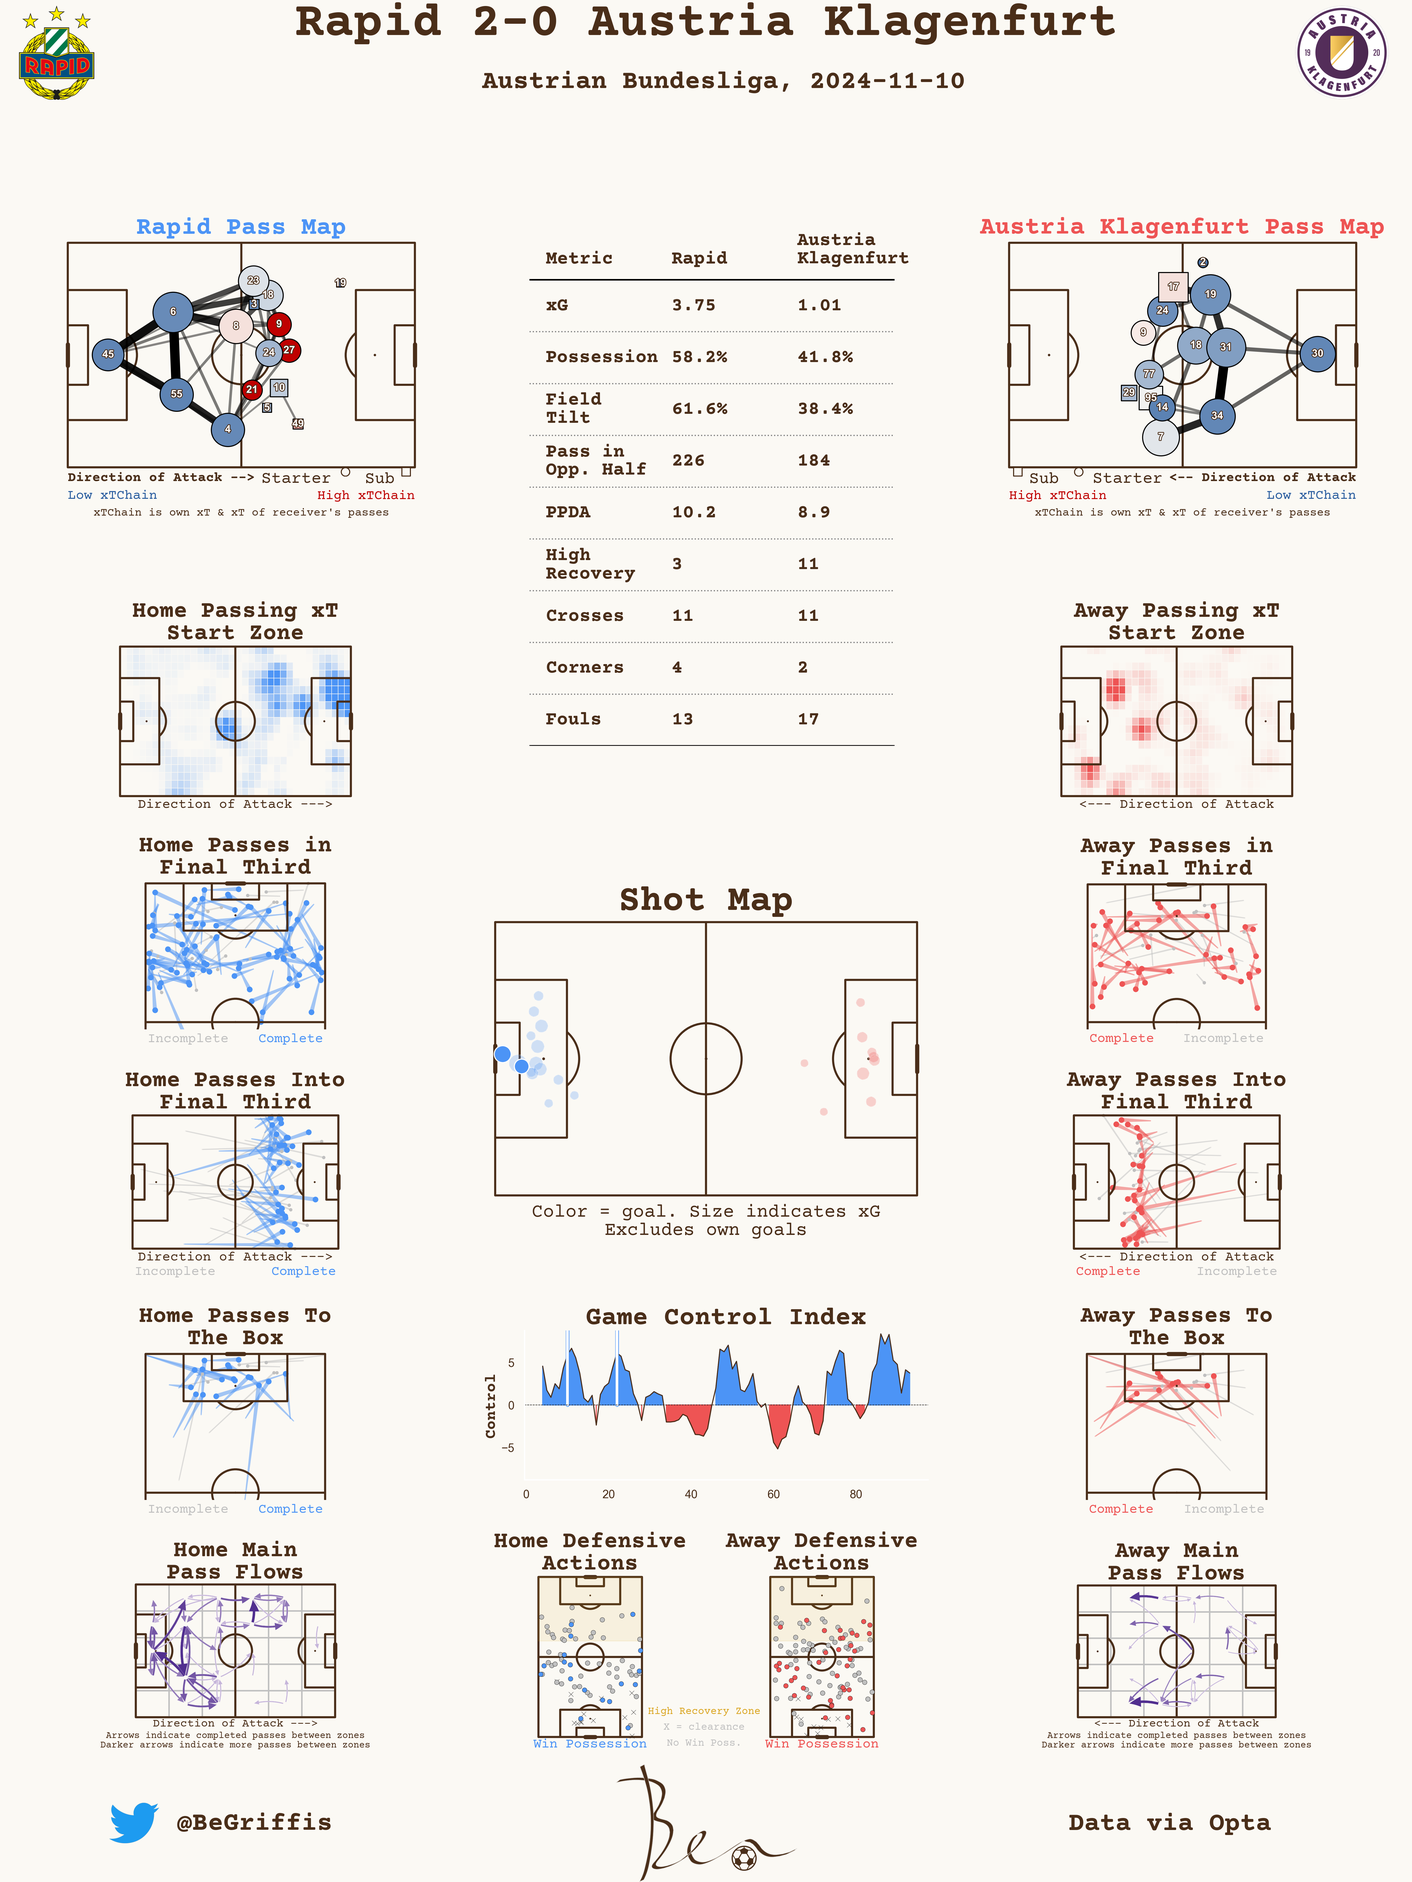 Rapid 2-0 Austria Klagenfurt
Austrian Bundesliga, 2024-11-10
RAPID
AUSTRIA
19 20
KLAGENFURT
Rapid Pass Map
23
18
19
3
6
8
9
45
24
27
55
21
10
5
4
49
Direction of Attack --> Starter Sub
Low xTChain High xTChain
xTChain is own xT & xT of receiver's passes
Metric Rapid Austria Klagenfurt
xG 3.75 1.01
Possession 58.2% 41.8%
Field Tilt 61.6% 38.4%
Pass in Opp. Half 226 184
PPDA 10.2 8.9
High Recovery 3 11
Crosses 11 11
Corners 4 2
Fouls 13 17
Austria Klagenfurt Pass Map
2
17
19
24
9
18
31
30
77
29
95
14
34
7
Sub Starter <-- Direction of Attack
High xTChain Low xTChain
xTChain is own xT & xT of receiver's passes
Home Passing xT
Start Zone
Direction of Attack --->
Away Passing xT
Start Zone
<--- Direction of Attack
Home Passes in
Final Third
Incomplete Complete
Away Passes in
Final Third
Complete Incomplete
Shot Map
Color = goal. Size indicates xG
Excludes own goals
Home Passes Into
Final Third
Direction of Attack --->
Incomplete Complete
Away Passes Into
Final Third
<--- Direction of Attack
Complete Incomplete
Home Passes To
The Box
Incomplete Complete
Game Control Index
Control
5
0
−5
0 20 40 60 80
Away Passes To
The Box
Complete Incomplete
Home Main
Pass Flows
Direction of Attack --->
Arrows indicate completed passes between zones
Darker arrows indicate more passes between zones
Home Defensive
Actions
Win Possession
Away Defensive
Actions
Win Possession
High Recovery Zone
X = clearance
No Win Poss.
Away Main
Pass Flows
<--- Direction of Attack
Arrows indicate completed passes between zones
Darker arrows indicate more passes between zones
@BeGriffis
Ben
Data via Opta